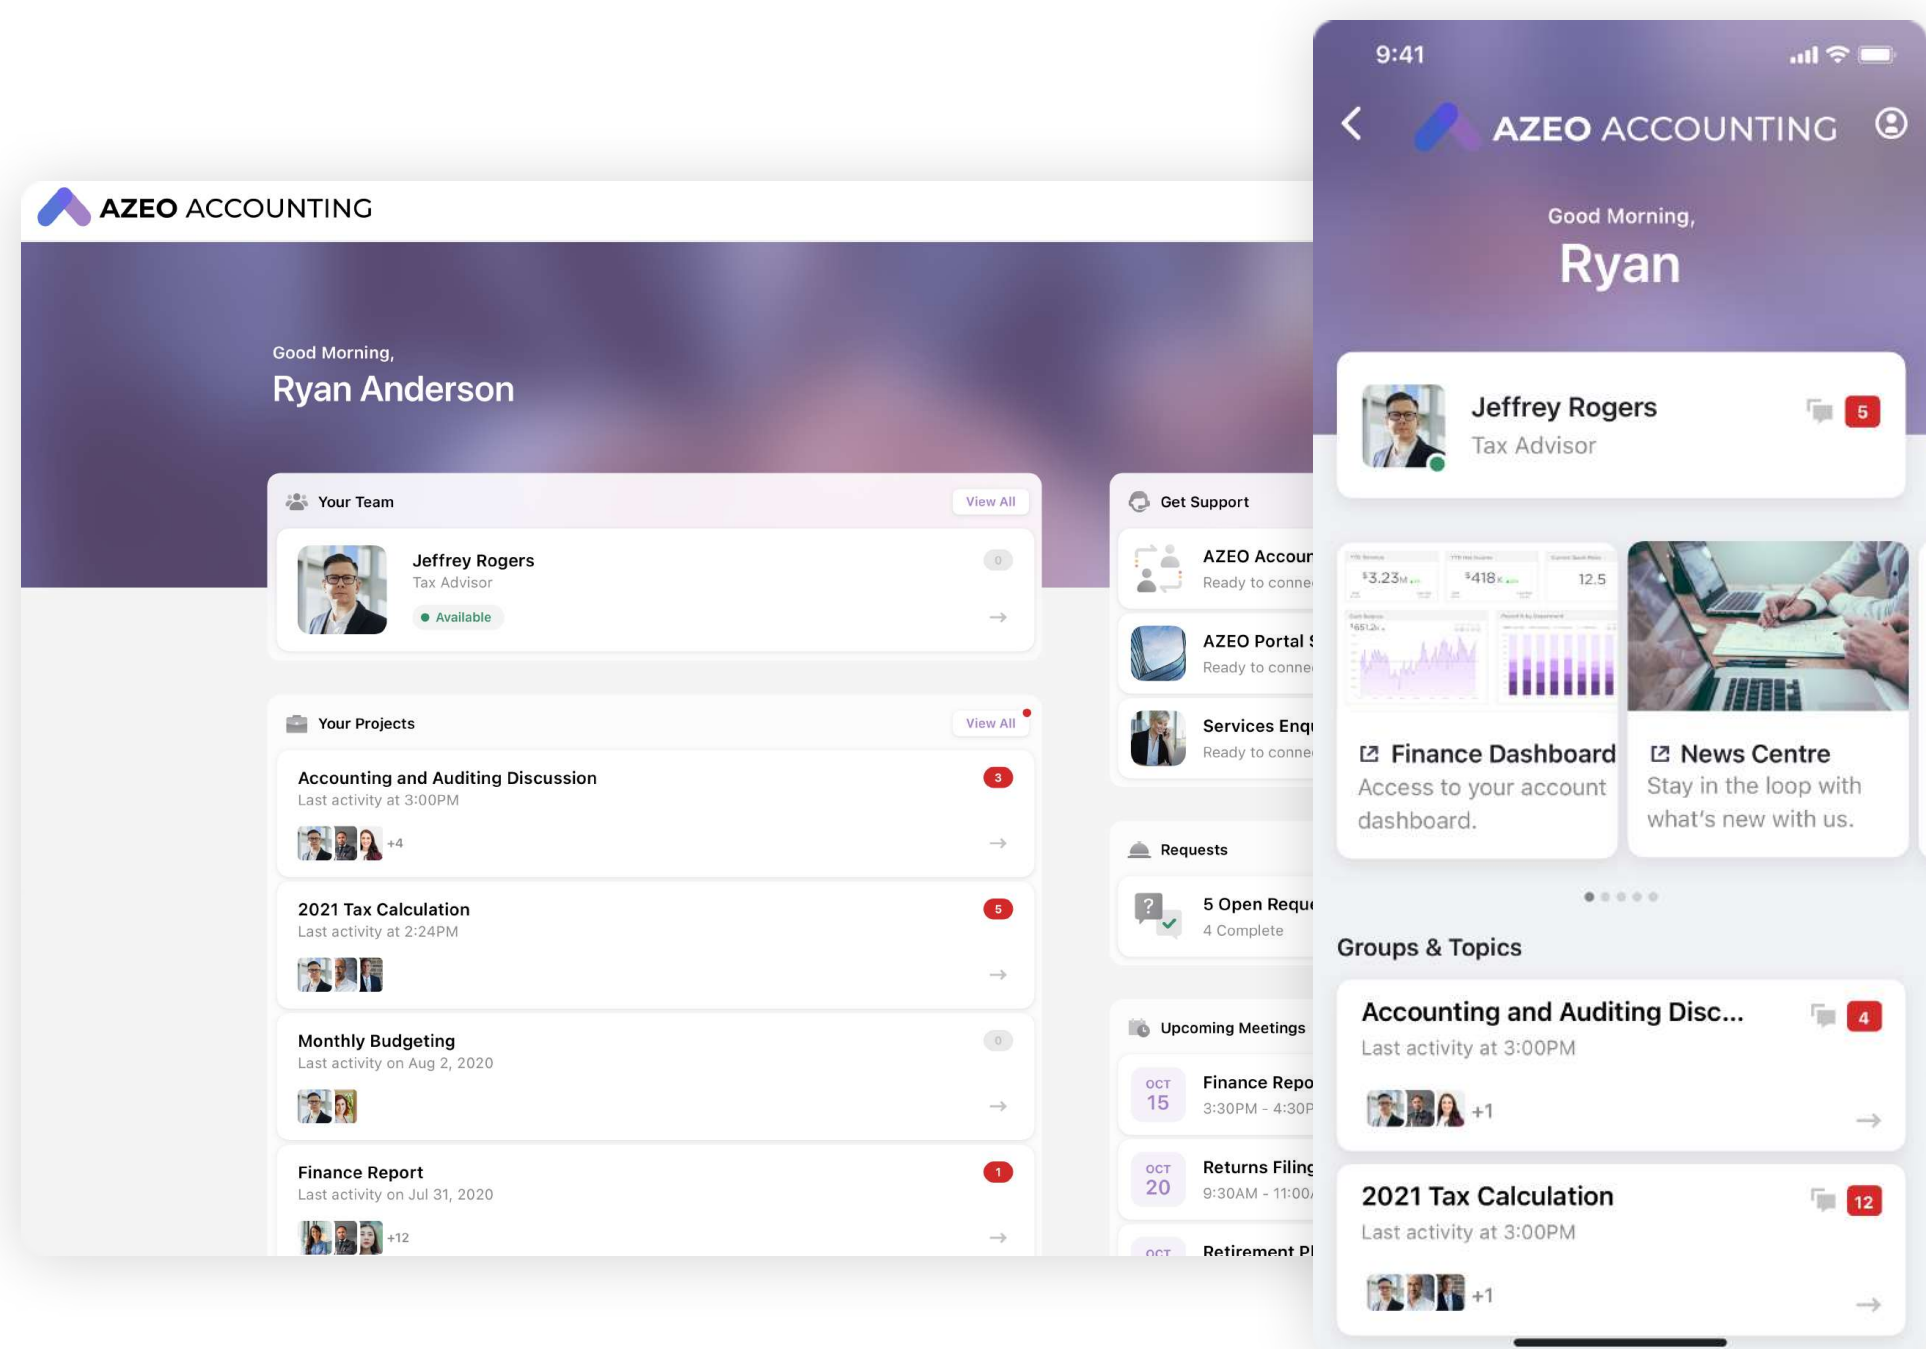 AZEO ACCOUNTING
Good Morning,
Ryan Anderson
Your Team
View All
Jeffrey Rogers
0
Tax Advisor
Available
Your Projects
View All
Accounting and Auditing Discussion
3
Last activity at 3:00PM
+4
2021 Tax Calculation
5
Last activity at 2:24PM
Monthly Budgeting
0
Last activity on Aug 2, 2020
Finance Report
1
Last activity on Jul 31, 2020
+12
Get Support
AZEO Accoun
Ready to conne
AZEO Portal S
Ready to conne
Services Enq
Ready to conne
Requests
?
5 Open Reque
4 Complete
Upcoming Meetings
OCT
15
Finance Repo
3:30PM - 4:30P
OCT
20
Returns Filing
9:30AM - 11:00
OCT
Retirement Pl
9:41
AZEO ACCOUNTING
Good Morning,
Ryan
Jeffrey Rogers
5
Tax Advisor
YTD Net Income
$3.23M
$418K
12.5
Payroll % by Department
Finance Dashboard
Access to your account
dashboard.
News Centre
Stay in the loop with
what's new with us.
Groups & Topics
Accounting and Auditing Disc...
4
Last activity at 3:00PM
+1
2021 Tax Calculation
12
Last activity at 3:00PM
+1